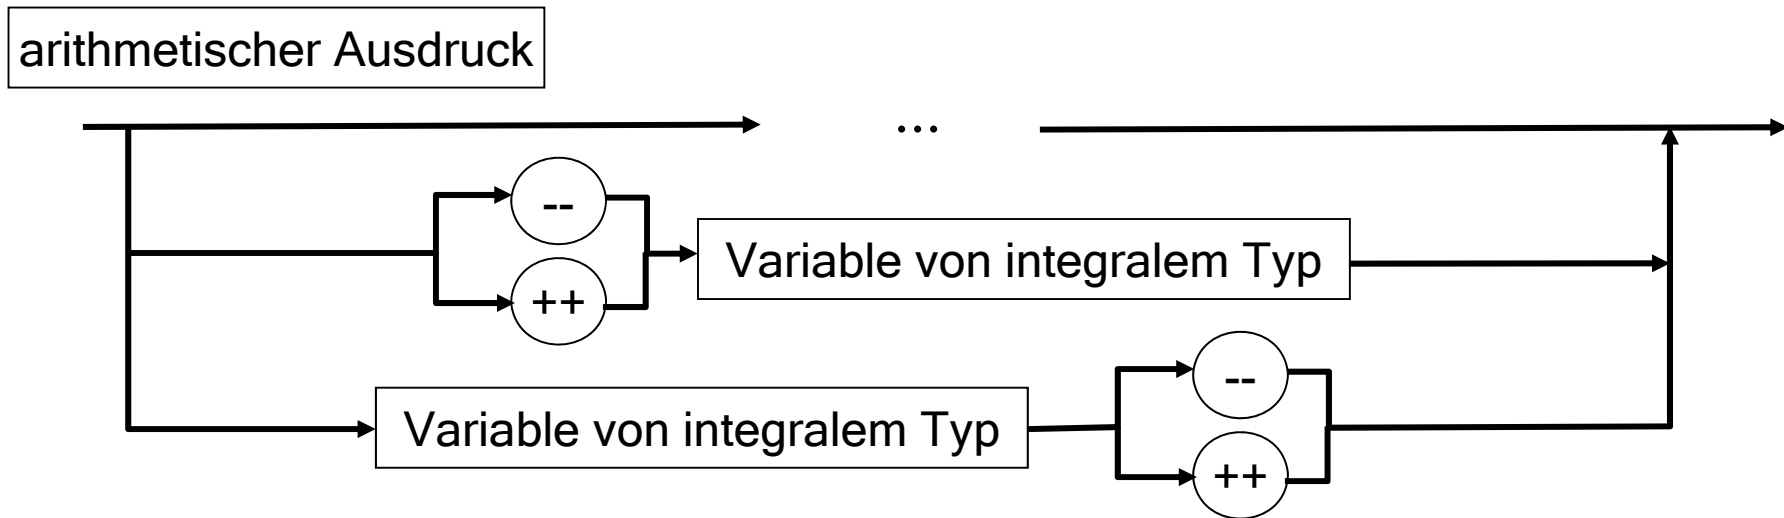 arithmetischer Ausdruck
...
--
++
Variable von integralem Typ
--
Variable von integralem Typ
++